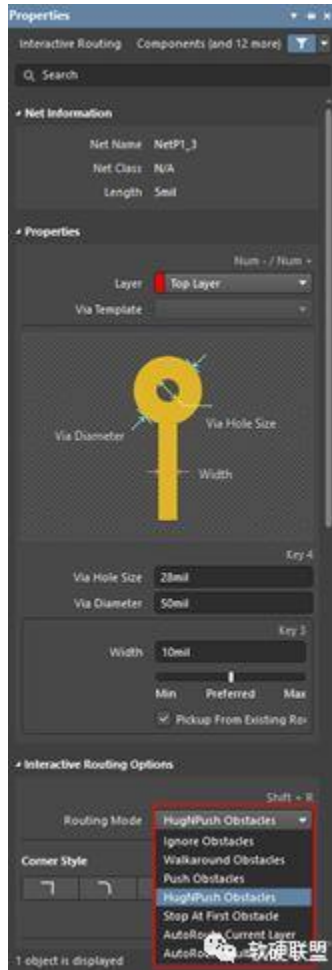 Properties
Interactive Routing Components (and 12 more)
Search
Net Information
Net Name NetP1_3
Net Class N/A
Length 5mil
Properties
Num - / Num +
Layer Top Layer
Via Template
Via Diameter
Via Hole Size
Width
Key 4
Via Hole Size 28mil
Via Diameter 50mil
Key 3
Width 10mil
Min Preferred Max
Pickup From Existing Ro
Interactive Routing Options
Shift + R
Routing Mode HugNPush Obstacles
Ignore Obstacles
Walkaround Obstacles
Corner Style
Push Obstacles
HugNPush Obstacles
Stop At First Obstacle
Current Layer
软硬联盟
1 object is displayed